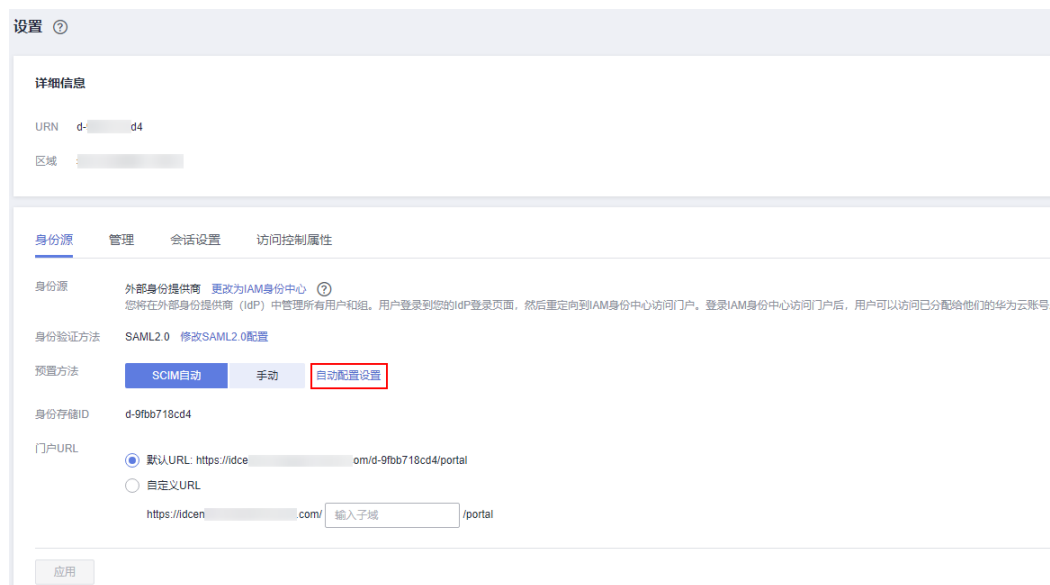 设置 ?
详细信息
URN d- d4
区域
身份源 管理 会话设置 访问控制属性
身份源 外部身份提供商 更改为IAM身份中心 ?
您将在外部身份提供商（IdP）中管理所有用户和组。用户登录到您的IdP登录页面，然后重定向到IAM身份中心访问门户。登录IAM身份中心访问门户后，用户可以访问已分配给他们的华为云账号
身份验证方法 SAML2.0 修改SAML2.0配置
预置方法 SCIM自动 手动 自动配置设置
身份存储ID d-9fbb718cd4
门户URL
默认URL: https://idce om/d-9fbb718cd4/portal
自定义URL
https://idcen .com/ 输入子域 /portal
应用